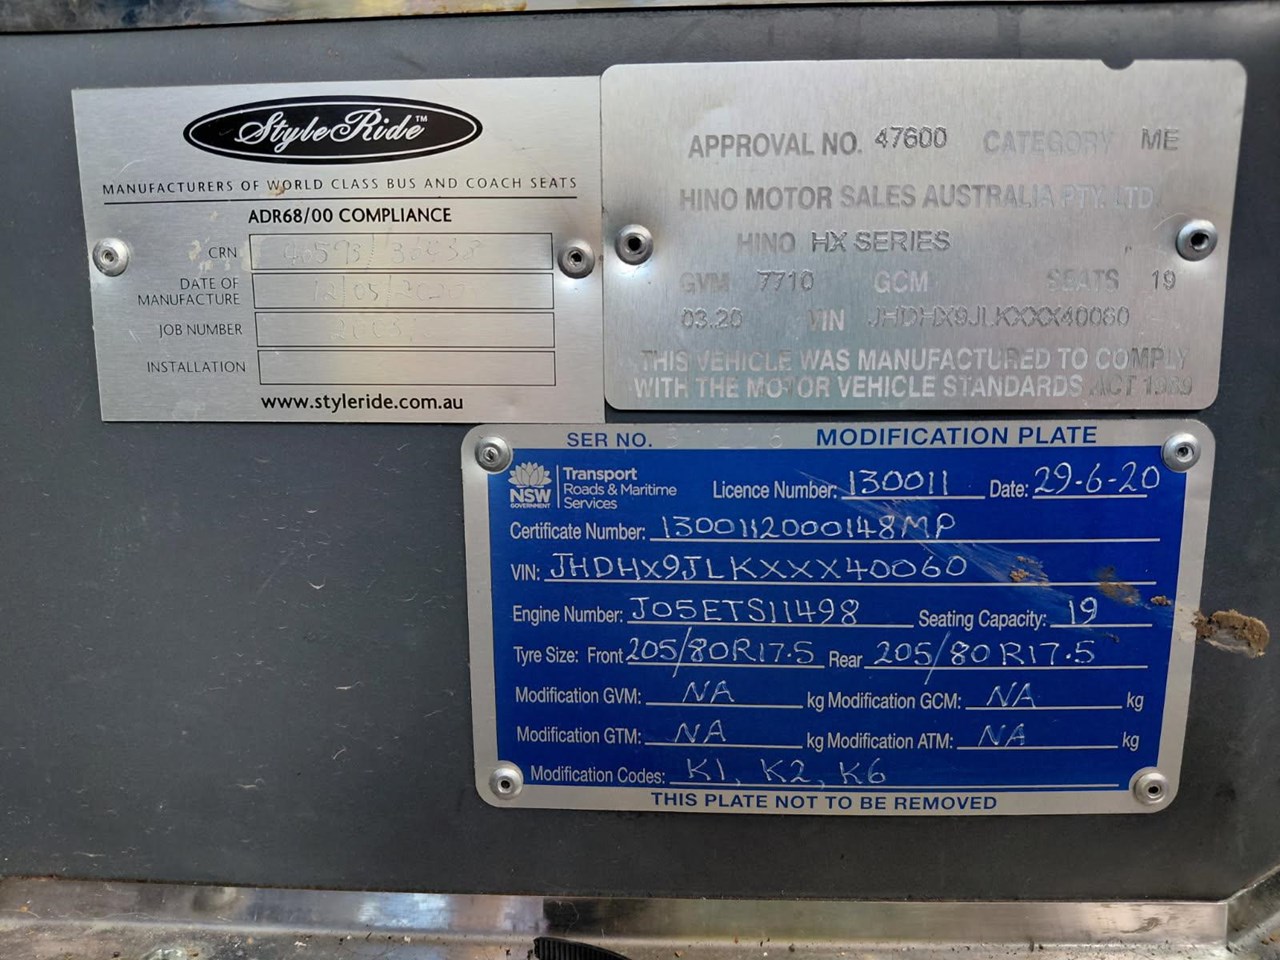 StyleRide™
MANUFACTURERS OF WORLD CLASS BUS AND COACH SEATS
ADR68/00 COMPLIANCE
CRN
DATE OF MANUFACTURE 12/05/2020
JOB NUMBER
INSTALLATION
www.styleride.com.au
APPROVAL NO. 47600 CATEGORY ME
HINO MOTOR SALES AUSTRALIA PTY. LTD.
HINO HX SERIES
GVM 7710 GCM SEATS 19
03.20 VIN JHDHX9JLKXXX40060
THIS VEHICLE WAS MANUFACTURED TO COMPLY
WITH THE MOTOR VEHICLE STANDARDS ACT 1989
SER NO. MODIFICATION PLATE
NSW GOVERNMENT
Transport
Roads & Maritime
Services
Licence Number: 130011 Date: 29-6-20
Certificate Number: 1300112000148MP
VIN: JHDHX9JLKXXX40060
Engine Number: J05ETS11498 Seating Capacity: 19
Tyre Size: Front 205/80R17.5 Rear 205/80R17.5
Modification GVM: NA kg Modification GCM: NA kg
Modification GTM: NA kg Modification ATM: NA kg
Modification Codes: K1, K2, K6
THIS PLATE NOT TO BE REMOVED